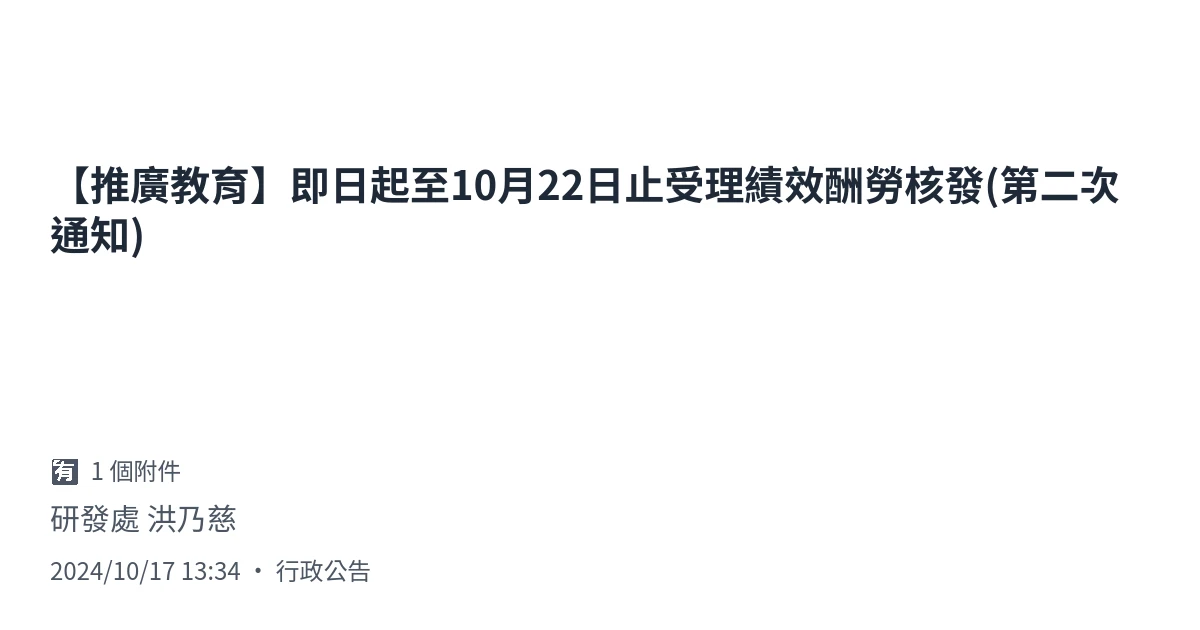 【推廣教育】即日起至10月22日止受理績效酬勞核發(第二次
通知)
🈶 1 個附件
研發處 洪乃慈
2024/10/17 13:34 · 行政公告